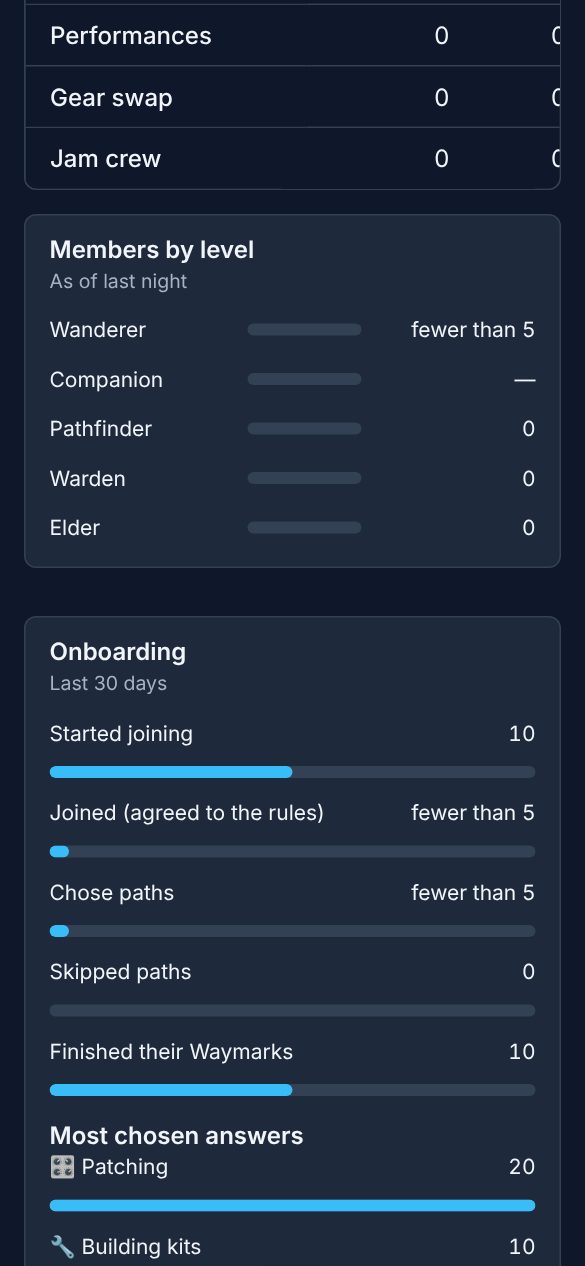 Performances 0 0
Gear swap 0 0
Jam crew 0 0
Members by level
As of last night
Wanderer fewer than 5
Companion —
Pathfinder 0
Warden 0
Elder 0
Onboarding
Last 30 days
Started joining 10
Joined (agreed to the rules) fewer than 5
Chose paths fewer than 5
Skipped paths 0
Finished their Waymarks 10
Most chosen answers
🎛️ Patching 20
🔧 Building kits 10